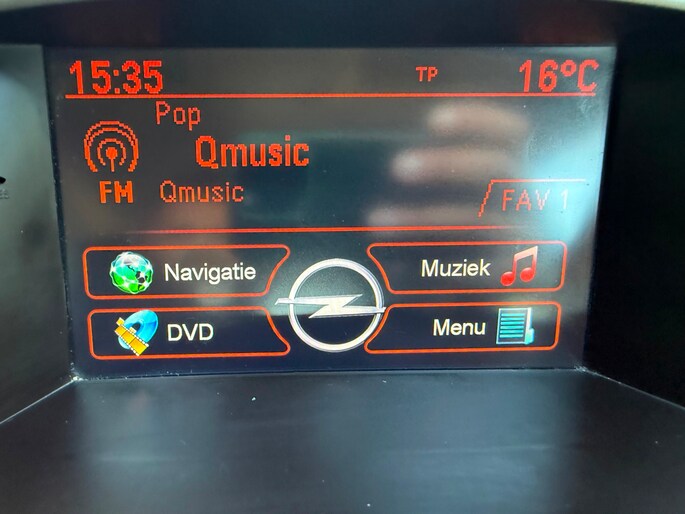 15:35 TP 16°C
Pop
Qmusic
FM Qmusic FAV 1
Navigatie Muziek
DVD Menu